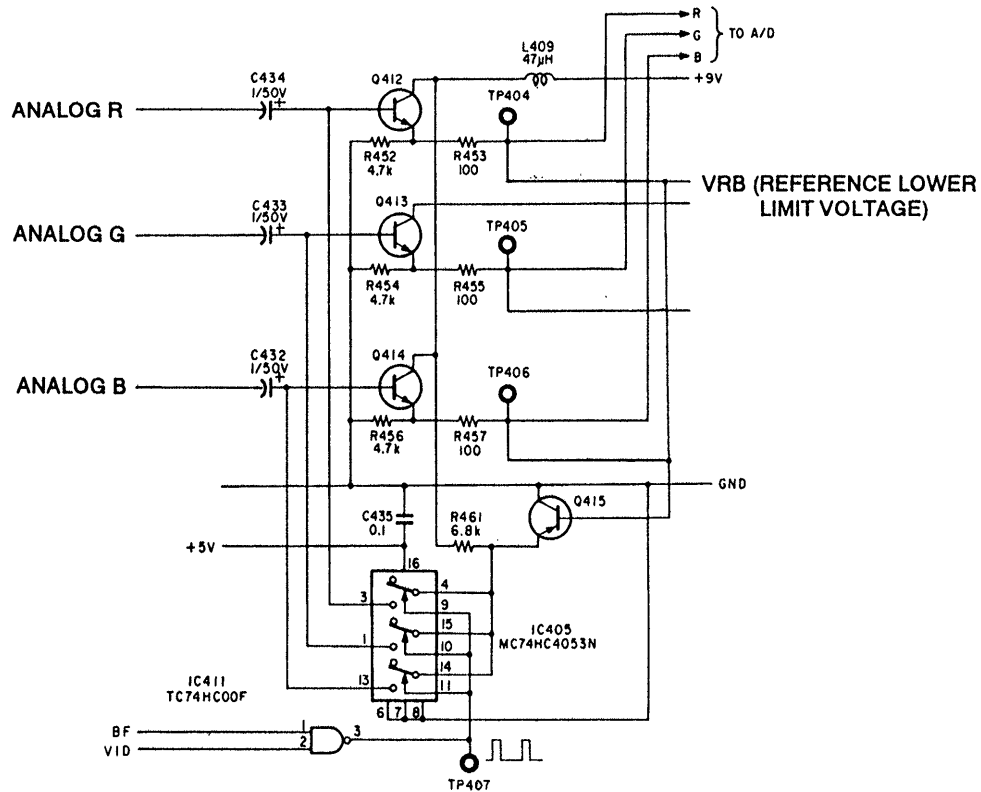 R
G
B
TO A/D
L409
47μH
+9V
C434
1/50V
+
Q412
TP404
ANALOG R
R452
4.7k
R453
100
VRB (REFERENCE LOWER
LIMIT VOLTAGE)
C433
1/50V
+
Q413
TP405
ANALOG G
R454
4.7k
R455
100
C432
1/50V
+
Q414
TP406
ANALOG B
R456
4.7k
R457
100
GND
Q415
C435
0.1
R461
6.8k
+5V
16
4
3
9
15
IC405
MC74HC4053N
1
10
14
13
11
6
7
8
IC411
TC74HC00F
BF
1
3
VID
2
TP407